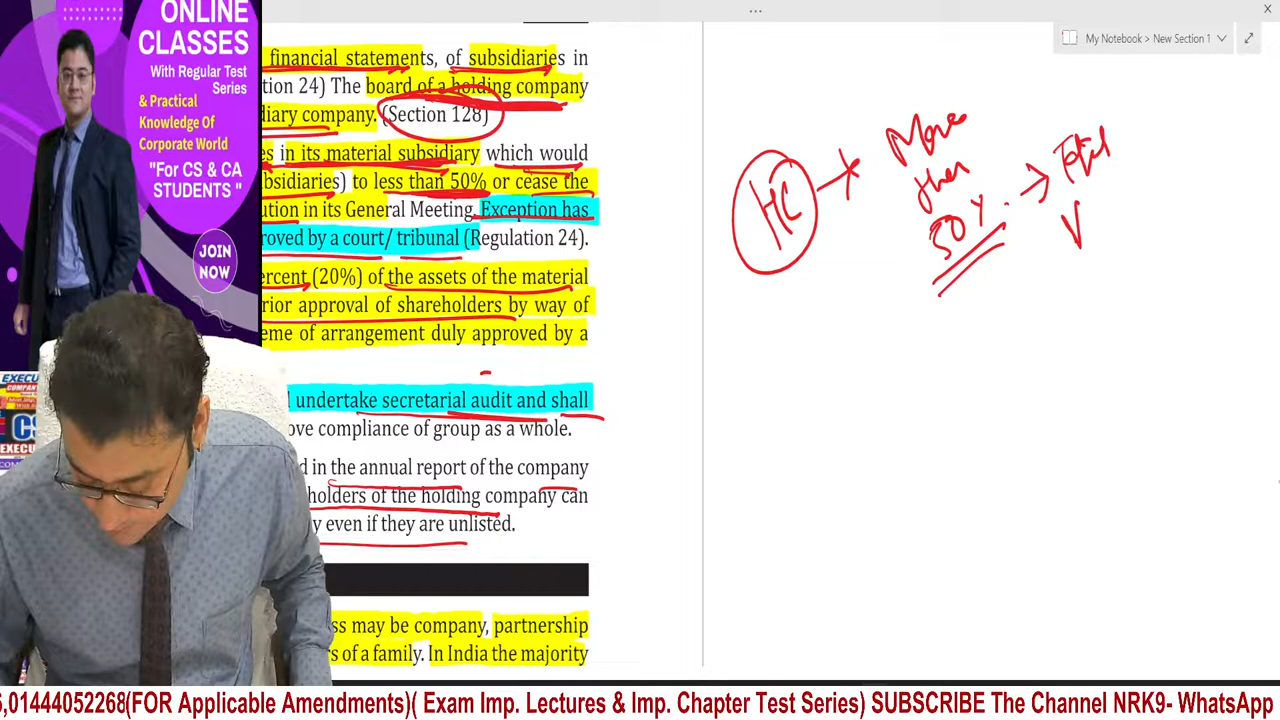 ONLINE
CLASSES
With Regular Test
Series
& Practical
Knowledge Of
Corporate World
"For CS & CA
STUDENTS "
JOIN
NOW
financial statements, of subsidiaries in
tion 24) The board of a holding company
diary company. (Section 128)
es in its material subsidiary which would
bsidiaries) to less than 50% or cease the
ution in its General Meeting. Exception has
roved by a court/ tribunal (Regulation 24).
ercent (20%) of the assets of the material
rior approval of shareholders by way of
eme of arrangement duly approved by a
l undertake secretarial audit and shall
ove compliance of group as a whole.
d in the annual report of the company
holders of the holding company can
y even if they are unlisted.
ss may be company, partnership
rs of a family. In India the majority
My Notebook > New Section 1
HC
More
than
50%
Total
V
5,01444052268(FOR Applicable Amendments)( Exam Imp. Lectures & Imp. Chapter Test Series) SUBSCRIBE The Channel NRK9- WhatsApp